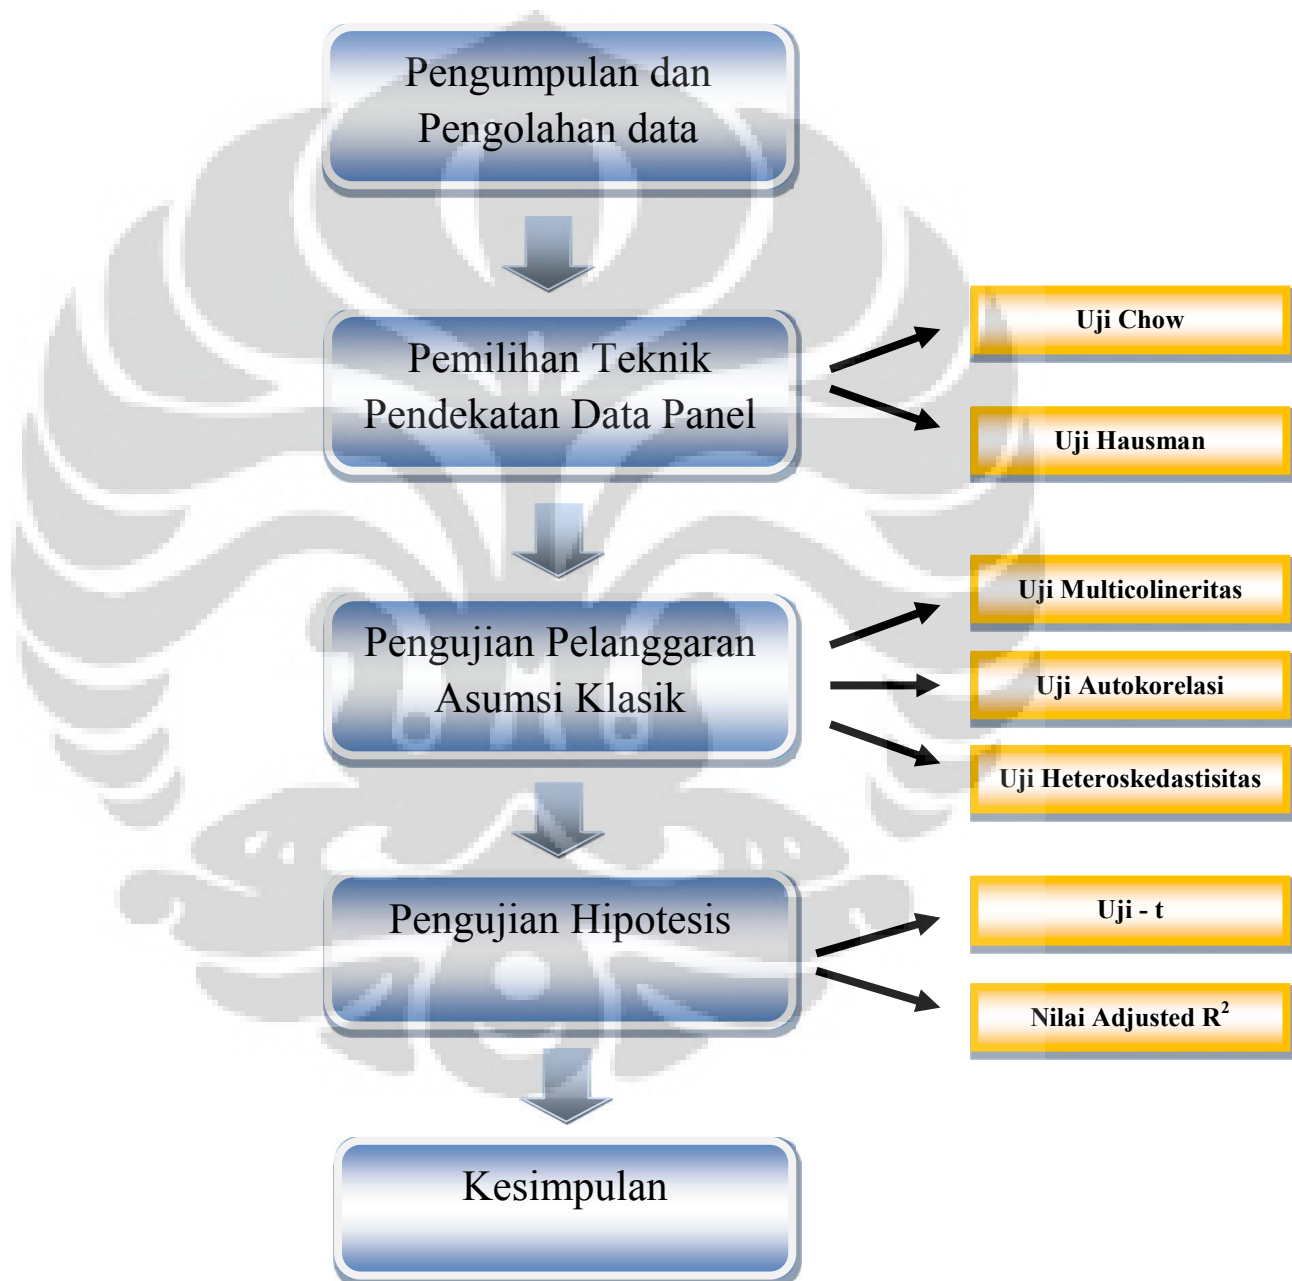 Pengumpulan dan
Pengolahan data
Pemilihan Teknik
Pendekatan Data Panel
Uji Chow
Uji Hausman
Pengujian Pelanggaran
Asumsi Klasik
Uji Multicolineritas
Uji Autokorelasi
Uji Heteroskedastisitas
Pengujian Hipotesis
Uji - t
Nilai Adjusted R²
Kesimpulan